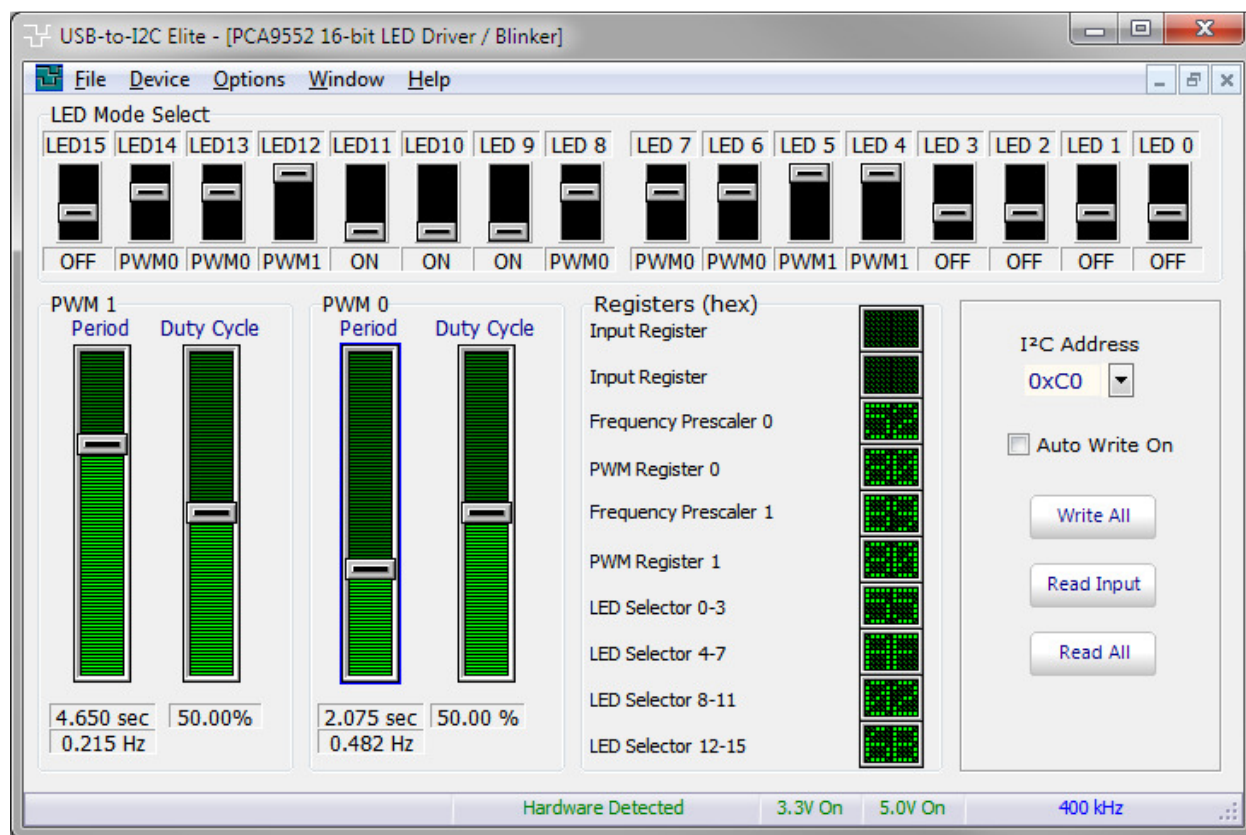 USB-to-I2C Elite - [PCA9552 16-bit LED Driver / Blinker]
File Device Options Window Help
LED Mode Select
LED15 LED14 LED13 LED12 LED11 LED10 LED 9 LED 8 LED 7 LED 6 LED 5 LED 4 LED 3 LED 2 LED 1 LED 0
OFF PWM0 PWM0 PWM1 ON ON ON PWM0 PWM0 PWM0 PWM1 PWM1 OFF OFF OFF OFF
PWM 1
Period Duty Cycle
4.650 sec 50.00%
0.215 Hz
PWM 0
Period Duty Cycle
2.075 sec 50.00 %
0.482 Hz
Registers (hex)
Input Register
Input Register
Frequency Prescaler 0
PWM Register 0
Frequency Prescaler 1
PWM Register 1
LED Selector 0-3
LED Selector 4-7
LED Selector 8-11
LED Selector 12-15
I²C Address
0xC0
Auto Write On
Write All
Read Input
Read All
Hardware Detected 3.3V On 5.0V On 400 kHz